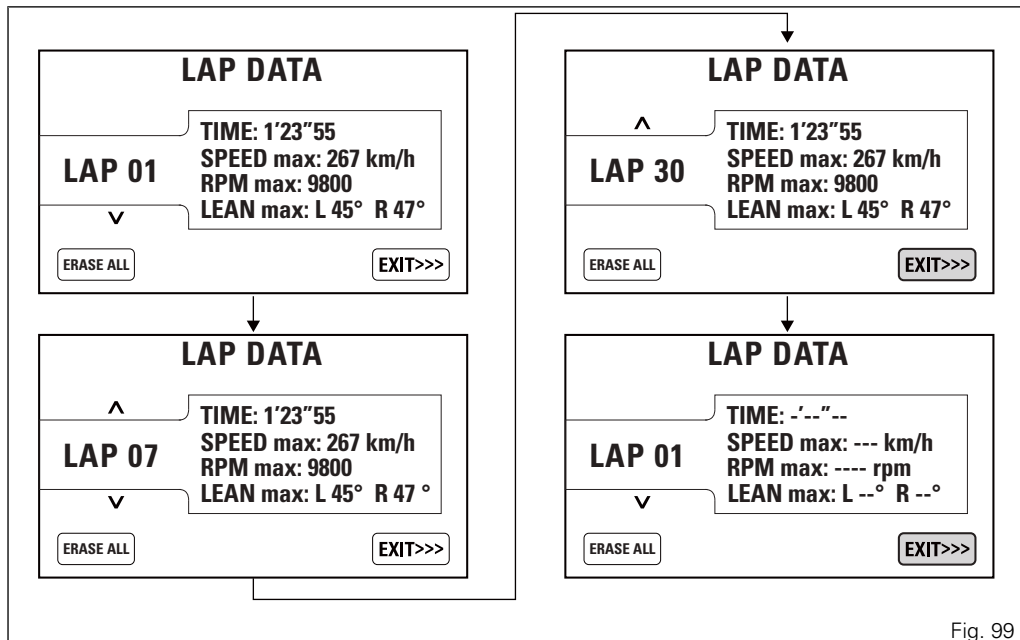 LAP DATA
^
LAP 01
v
TIME: 1'23"55
SPEED max: 267 km/h
RPM max: 9800
LEAN max: L 45° R 47°
ERASE ALL
EXIT>>>
LAP DATA
^
LAP 07
v
TIME: 1'23"55
SPEED max: 267 km/h
RPM max: 9800
LEAN max: L 45° R 47 °
ERASE ALL
EXIT>>>
LAP DATA
^
LAP 30
TIME: 1'23"55
SPEED max: 267 km/h
RPM max: 9800
LEAN max: L 45° R 47°
ERASE ALL
EXIT>>>
LAP DATA
LAP 01
v
TIME: -'--"--
SPEED max: --- km/h
RPM max: ---- rpm
LEAN max: L --° R --°
ERASE ALL
EXIT>>>
Fig. 99